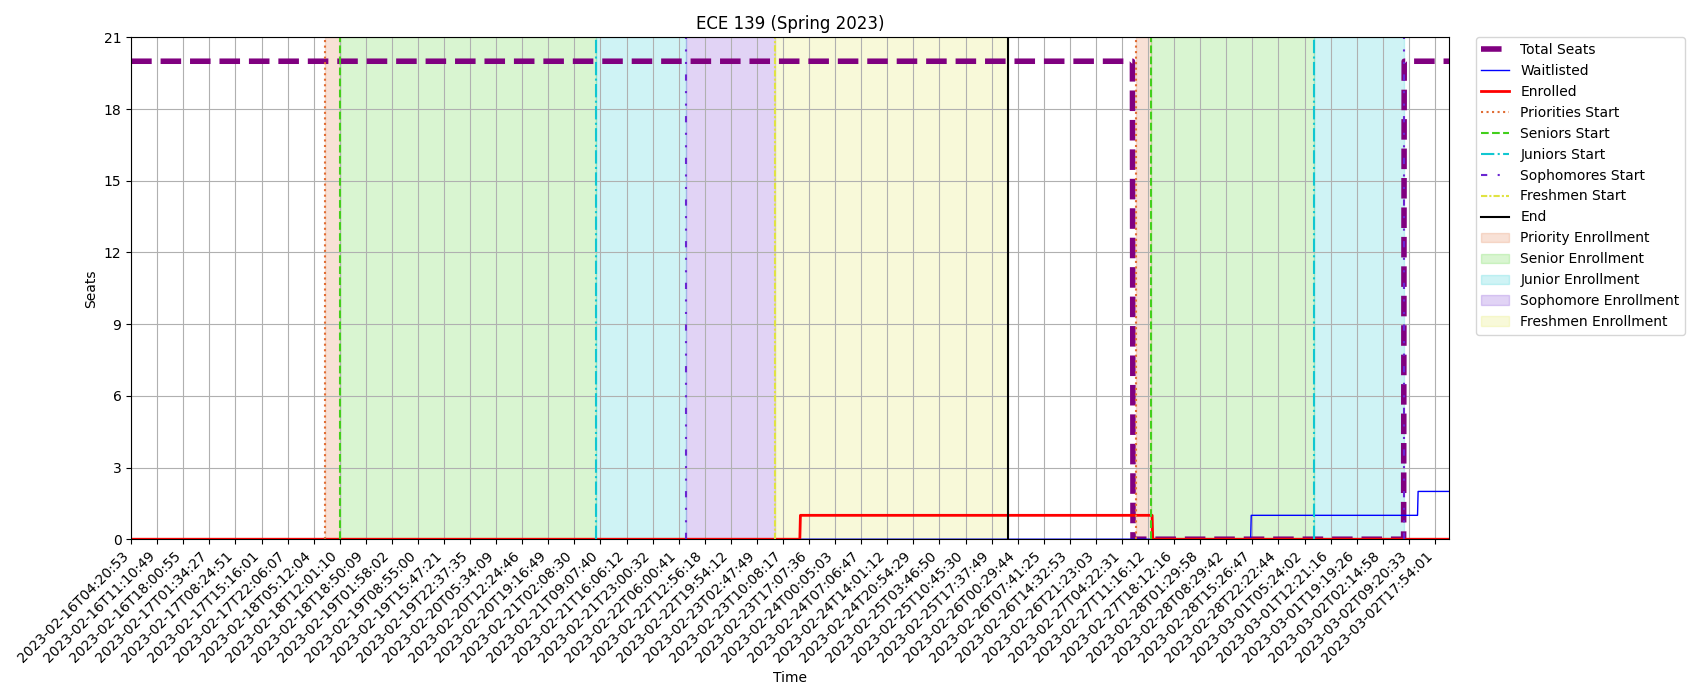 ECE 139 (Spring 2023)
21
18
15
12
9
6
3
0
Seats
2023-02-16T04:20:53
2023-02-16T11:10:49
2023-02-16T18:00:55
2023-02-17T01:34:27
2023-02-17T08:24:51
2023-02-17T15:16:01
2023-02-17T22:06:07
2023-02-18T05:12:04
2023-02-18T12:01:10
2023-02-18T18:50:09
2023-02-19T01:58:02
2023-02-19T08:55:00
2023-02-19T15:47:23
2023-02-19T22:37:35
2023-02-20T05:34:09
2023-02-20T12:24:46
2023-02-20T19:16:49
2023-02-21T02:08:30
2023-02-21T09:07:40
2023-02-21T16:06:12
2023-02-21T23:00:32
2023-02-22T06:00:41
2023-02-22T12:56:18
2023-02-22T19:54:12
2023-02-23T02:47:49
2023-02-23T10:08:17
2023-02-23T17:07:36
2023-02-24T00:05:03
2023-02-24T07:06:47
2023-02-24T14:01:12
2023-02-24T20:54:29
2023-02-25T03:46:50
2023-02-25T10:45:30
2023-02-25T17:37:49
2023-02-26T00:29:44
2023-02-26T07:41:25
2023-02-26T14:32:53
2023-02-26T21:23:03
2023-02-27T04:22:31
2023-02-27T11:16:12
2023-02-27T18:12:16
2023-02-28T01:29:58
2023-02-28T08:29:42
2023-02-28T15:26:47
2023-02-28T22:22:44
2023-03-01T05:24:02
2023-03-01T12:21:16
2023-03-01T19:19:26
2023-03-02T02:14:58
2023-03-02T09:20:33
2023-03-02T17:54:01
Time
Total Seats
Waitlisted
Enrolled
Priorities Start
Seniors Start
Juniors Start
Sophomores Start
Freshmen Start
End
Priority Enrollment
Senior Enrollment
Junior Enrollment
Sophomore Enrollment
Freshmen Enrollment